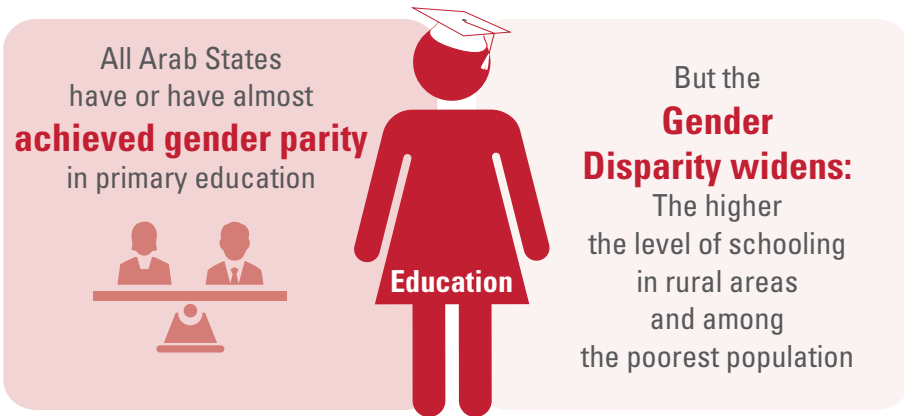 All Arab States
have or have almost
achieved gender parity
in primary education
Education
But the
Gender
Disparity widens:
The higher
the level of schooling
in rural areas
and among
the poorest population